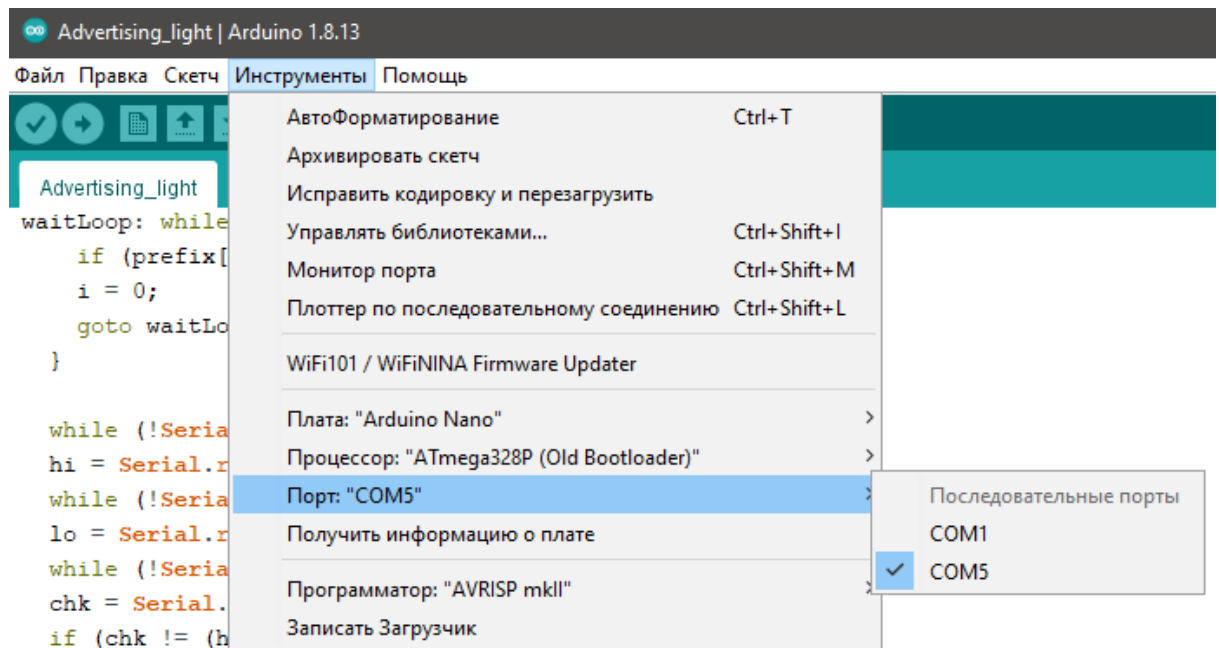 Advertising_light | Arduino 1.8.13
Файл Правка Скетч Инструменты Помощь
Advertising_light
АвтоФорматирование Ctrl+T
Архивировать скетч
Исправить кодировку и перезагрузить
Управлять библиотеками... Ctrl+Shift+I
Монитор порта Ctrl+Shift+M
Плоттер по последовательному соединению Ctrl+Shift+L
WiFi101 / WiFiNINA Firmware Updater
Плата: "Arduino Nano"
Процессор: "ATmega328P (Old Bootloader)"
Порт: "COM5"
Получить информацию о плате
Программатор: "AVRISP mkII"
Записать Загрузчик
Последовательные порты
COM1
COM5
waitLoop: while
if (prefix[
i = 0;
goto waitLo
}
while (!Seria
hi = Serial.r
while (!Seria
lo = Serial.r
while (!Seria
chk = Serial.
if (chk != (h